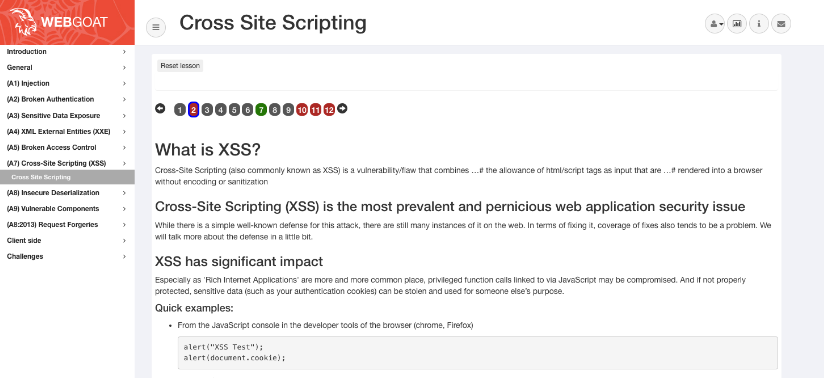 WEBGOAT
Cross Site Scripting
Introduction
General
(A1) Injection
(A2) Broken Authentication
(A3) Sensitive Data Exposure
(A4) XML External Entities (XXE)
(A5) Broken Access Control
(A7) Cross-Site Scripting (XSS)
Cross Site Scripting
(A8) Insecure Deserialization
(A9) Vulnerable Components
(A8:2013) Request Forgeries
Client side
Challenges
Reset lesson
1 2 3 4 5 6 7 8 9 10 11 12
What is XSS?
Cross-Site Scripting (also commonly known as XSS) is a vulnerability/flaw that combines …# the allowance of html/script tags as input that are …# rendered into a browser
without encoding or sanitization
Cross-Site Scripting (XSS) is the most prevalent and pernicious web application security issue
While there is a simple well-known defense for this attack, there are still many instances of it on the web. In terms of fixing it, coverage of fixes also tends to be a problem. We
will talk more about the defense in a little bit.
XSS has significant impact
Especially as 'Rich Internet Applications' are more and more common place, privileged function calls linked to via JavaScript may be compromised. And if not properly
protected, sensitive data (such as your authentication cookies) can be stolen and used for someone else's purpose.
Quick examples:
• From the JavaScript console in the developer tools of the browser (chrome, Firefox)
alert("XSS Test");
alert(document.cookie);